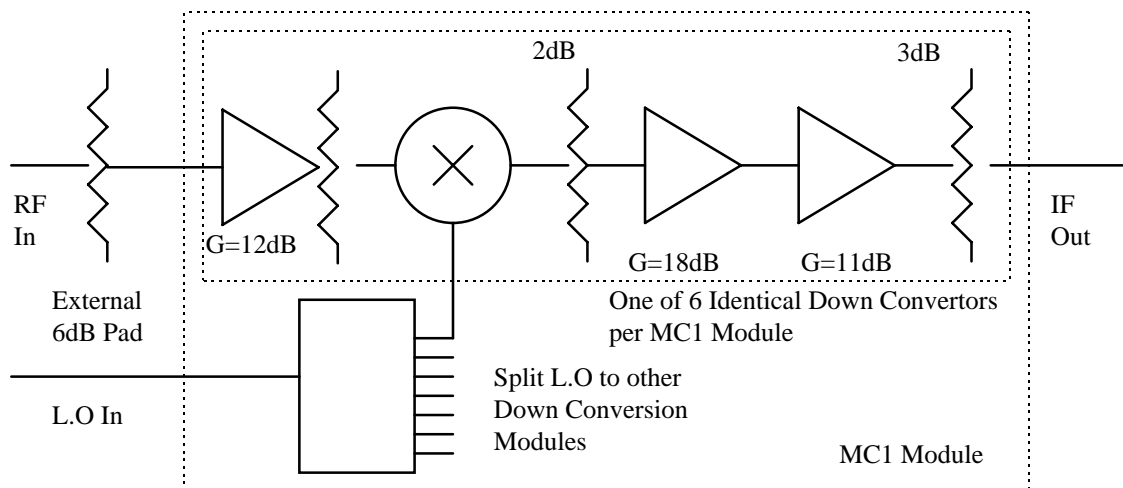 2dB
3dB
RF
In
G=12dB
G=18dB
G=11dB
IF
Out
External
6dB Pad
One of 6 Identical Down Convertors
per MC1 Module
L.O In
Split L.O to other
Down Conversion
Modules
MC1 Module